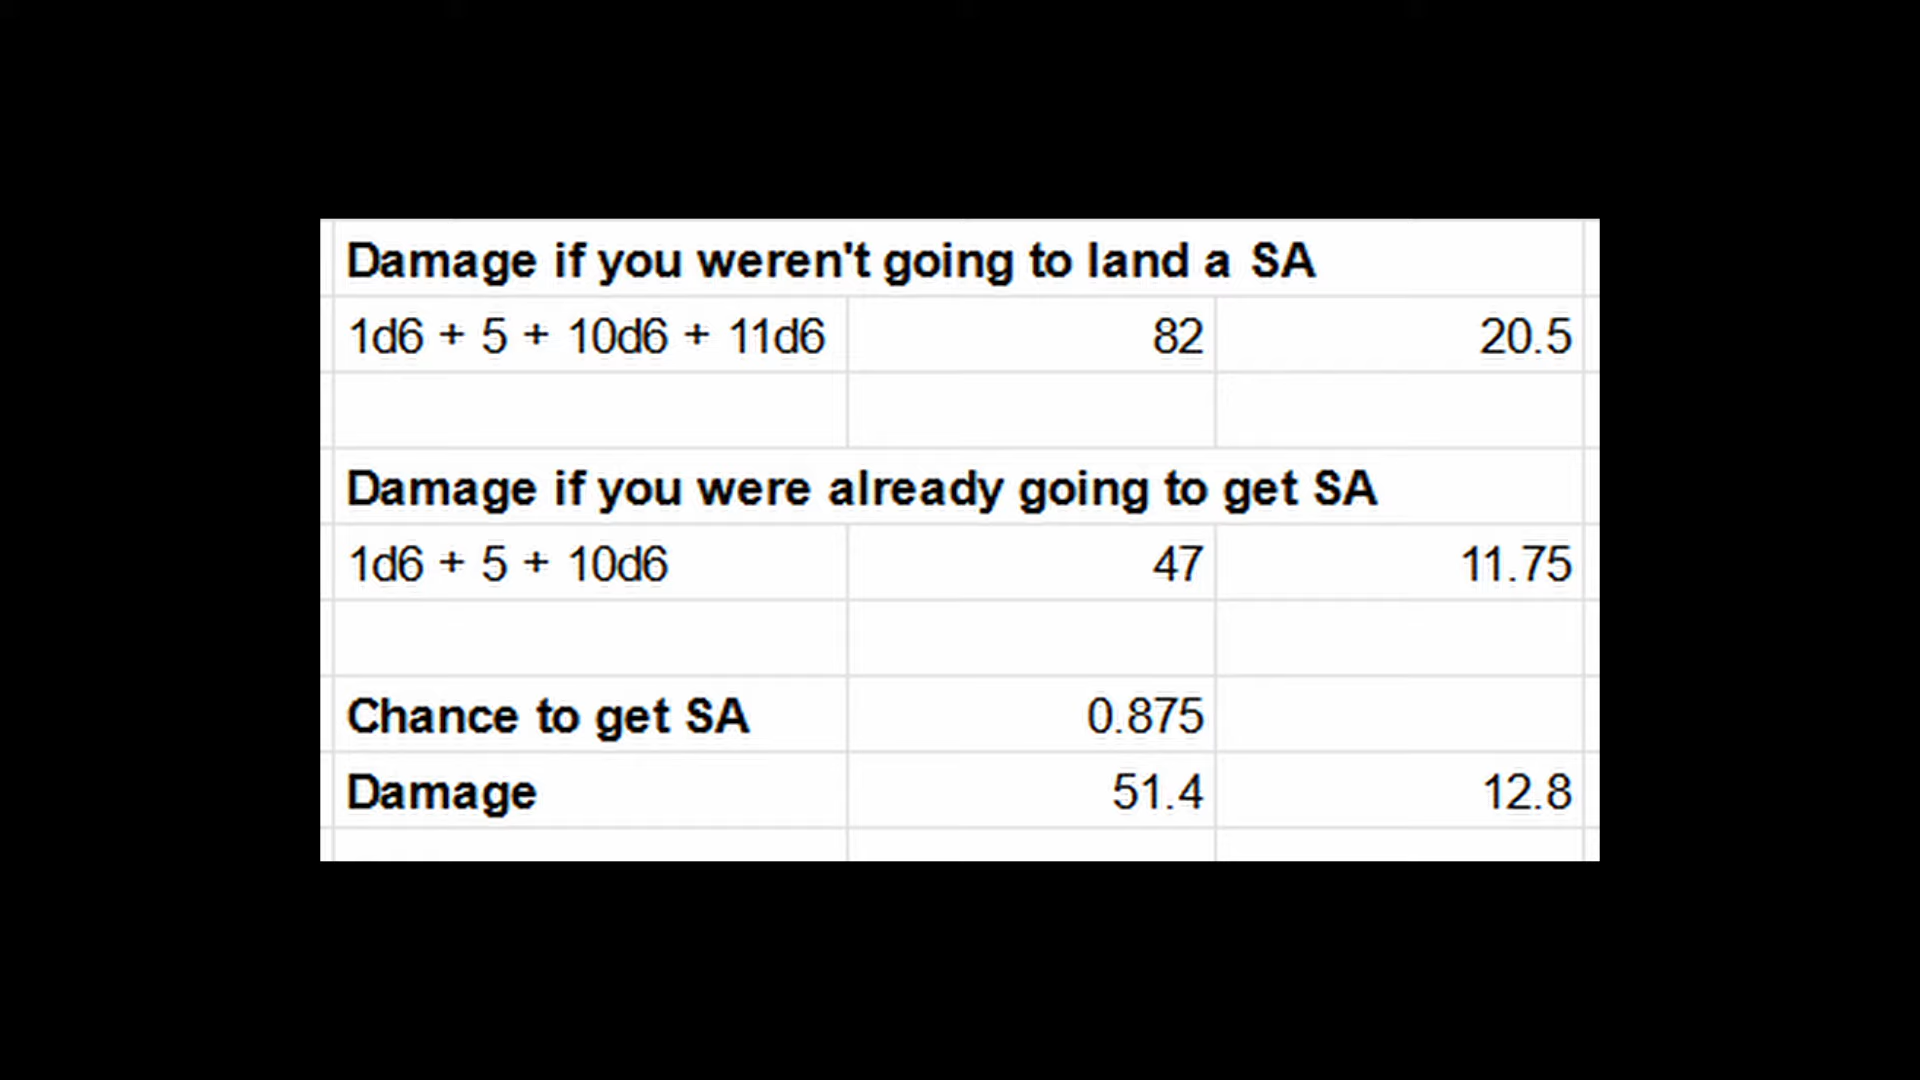 Damage if you weren't going to land a SA
1d6 + 5 + 10d6 + 11d6 82 20.5
Damage if you were already going to get SA
1d6 + 5 + 10d6 47 11.75
Chance to get SA 0.875
Damage 51.4 12.8